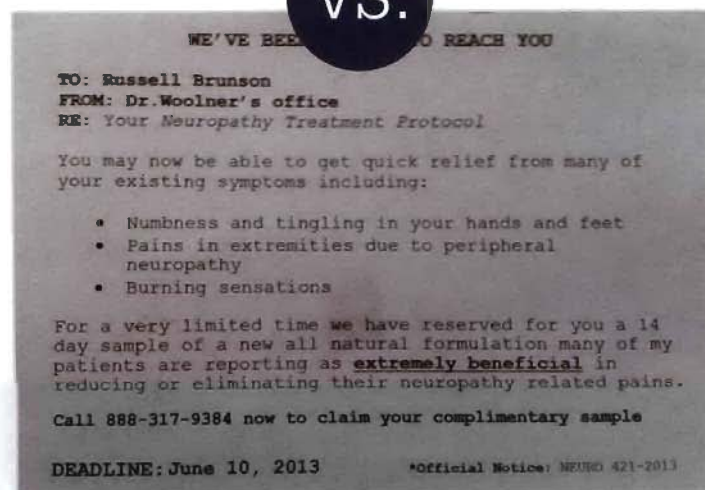 VS.
WE'VE BEE O REACH YOU
TO: Russell Brunson
FROM: Dr.Woolner's office
RE: Your Neuropathy Treatment Protocol
You may now be able to get quick relief from many of
your existing symptoms including:
• Numbness and tingling in your hands and feet
• Pains in extremities due to peripheral
neuropathy
• Burning sensations
For a very limited time we have reserved for you a 14
day sample of a new all natural formulation many of my
patients are reporting as extremely beneficial in
reducing or eliminating their neuropathy related pains.
Call 888-317-9384 now to claim your complimentary sample
DEADLINE: June 10, 2013 *Official Notice: NEURO 421-2013